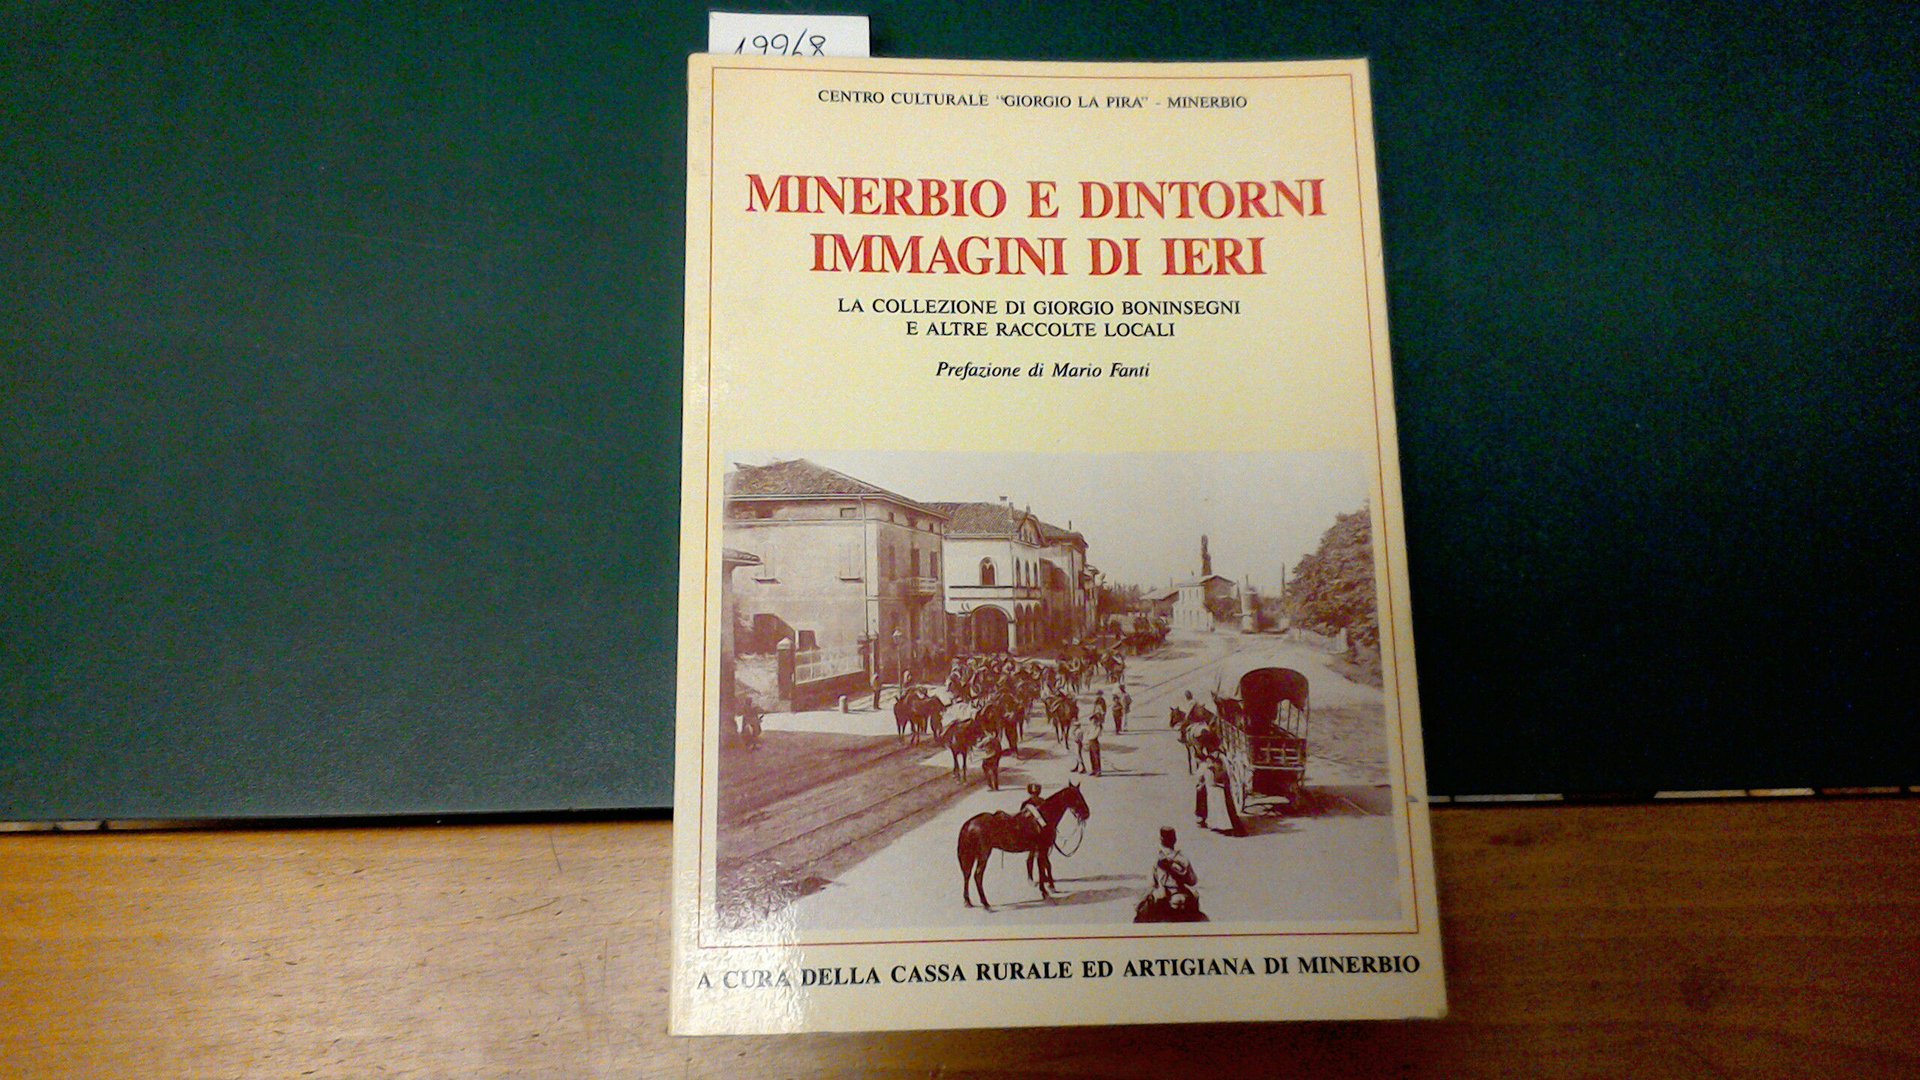 19968
CENTRO CULTURALE "GIORGIO LA PIRA" - MINERBIO
MINERBIO E DINTORNI
IMMAGINI DI IERI
LA COLLEZIONE DI GIORGIO BONINSEGNI
E ALTRE RACCOLTE LOCALI
Prefazione di Mario Fanti
A CURA DELLA CASSA RURALE ED ARTIGIANA DI MINERBIO